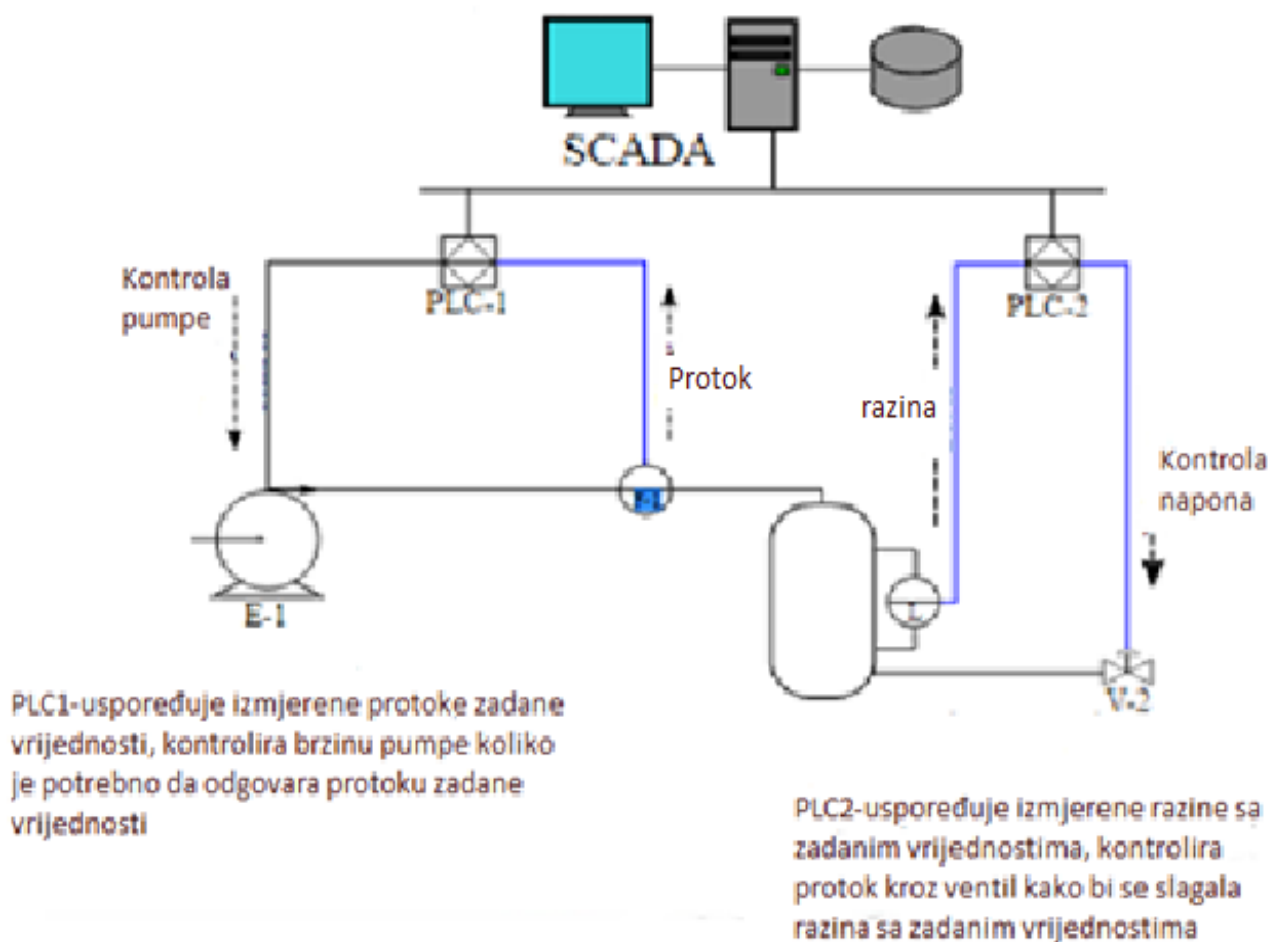 SCADA
Kontrola
pumpe
PLC-1
Protok
razina
PLC-2
Kontrola
napona
E-1
L
V-2
PLC1-uspoređuje izmjerene protoke zadane
vrijednosti, kontrolira brzinu pumpe koliko
je potrebno da odgovara protoku zadane
vrijednosti
PLC2-uspoređuje izmjerene razine sa
zadanim vrijednostima, kontrolira
protok kroz ventil kako bi se slagala
razina sa zadanim vrijednostima